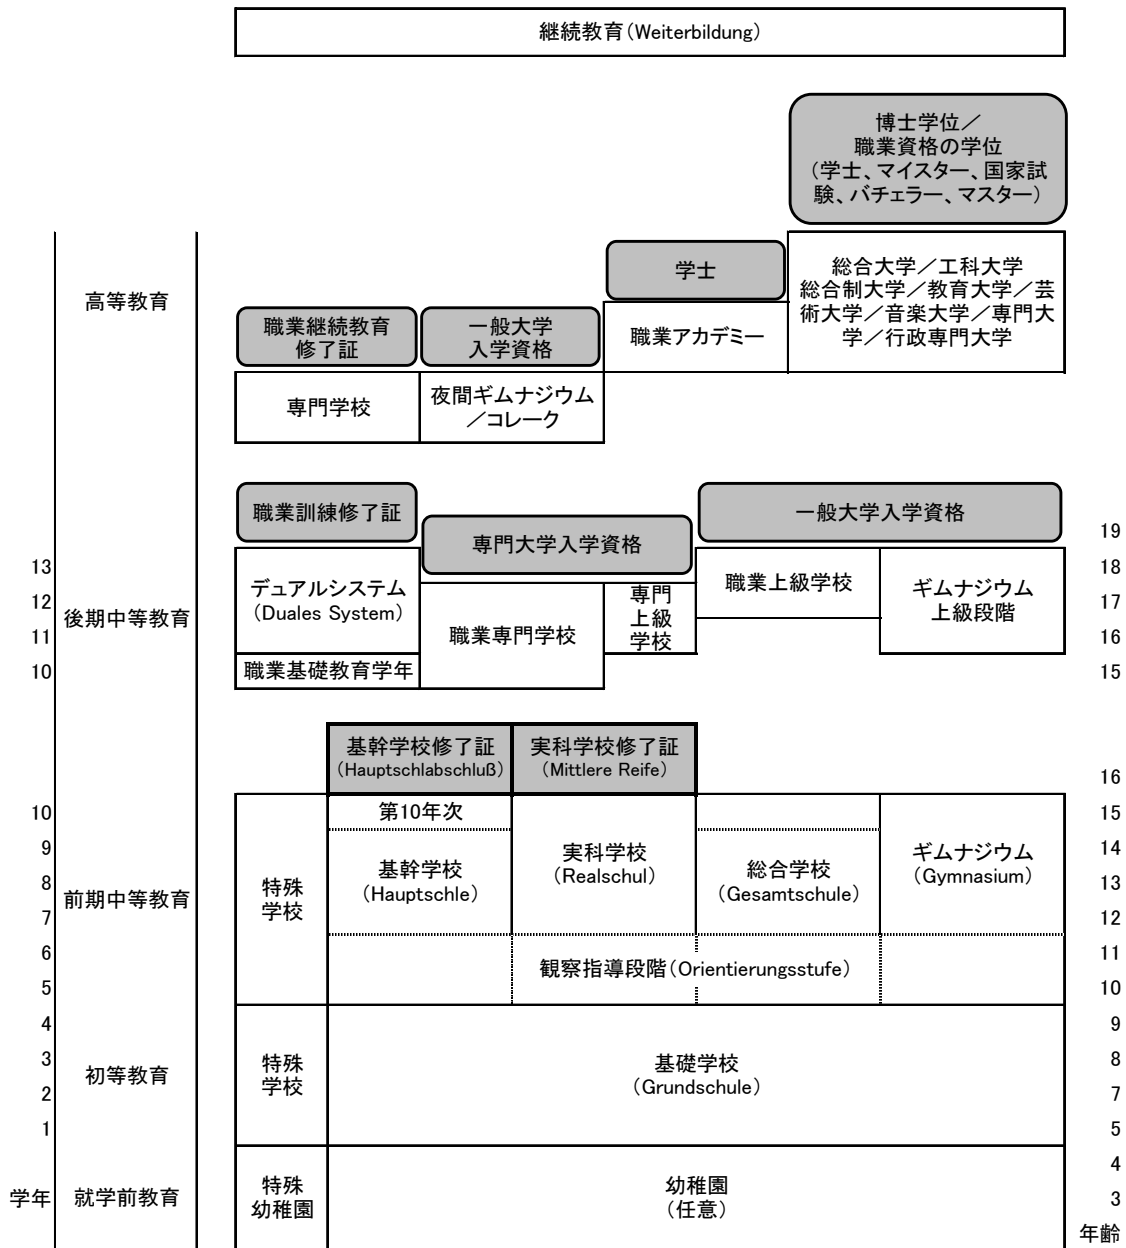 継続教育(Weiterbildung)
博士学位／
職業資格の学位
(学士、マイスター、国家試
験、バチェラー、マスター)
高等教育
学士
総合大学／工科大学
総合制大学／教育大学／芸
術大学／音楽大学／専門大
学／行政専門大学
職業アカデミー
職業継続教育
修了証
一般大学
入学資格
専門学校
夜間ギムナジウム
／コレーク
職業訓練修了証
専門大学入学資格
一般大学入学資格
19
13
18
12
17
11
16
10
15
後期中等教育
デュアルシステム
(Duales System)
職業基礎教育学年
職業専門学校
専門
上級
学校
職業上級学校
ギムナジウム
上級段階
基幹学校修了証
(Hauptschlabschluß)
実科学校修了証
(Mittlere Reife)
16
10
15
9
14
8
13
7
12
6
11
5
10
前期中等教育
特殊
学校
第10年次
基幹学校
(Hauptschle)
実科学校
(Realschul)
総合学校
(Gesamtschule)
ギムナジウム
(Gymnasium)
観察指導段階(Orientierungsstufe)
4
9
3
8
2
7
1
5
初等教育
特殊
学校
基礎学校
(Grundschule)
4
学年
就学前教育
特殊
幼稚園
幼稚園
(任意)
3
年齢